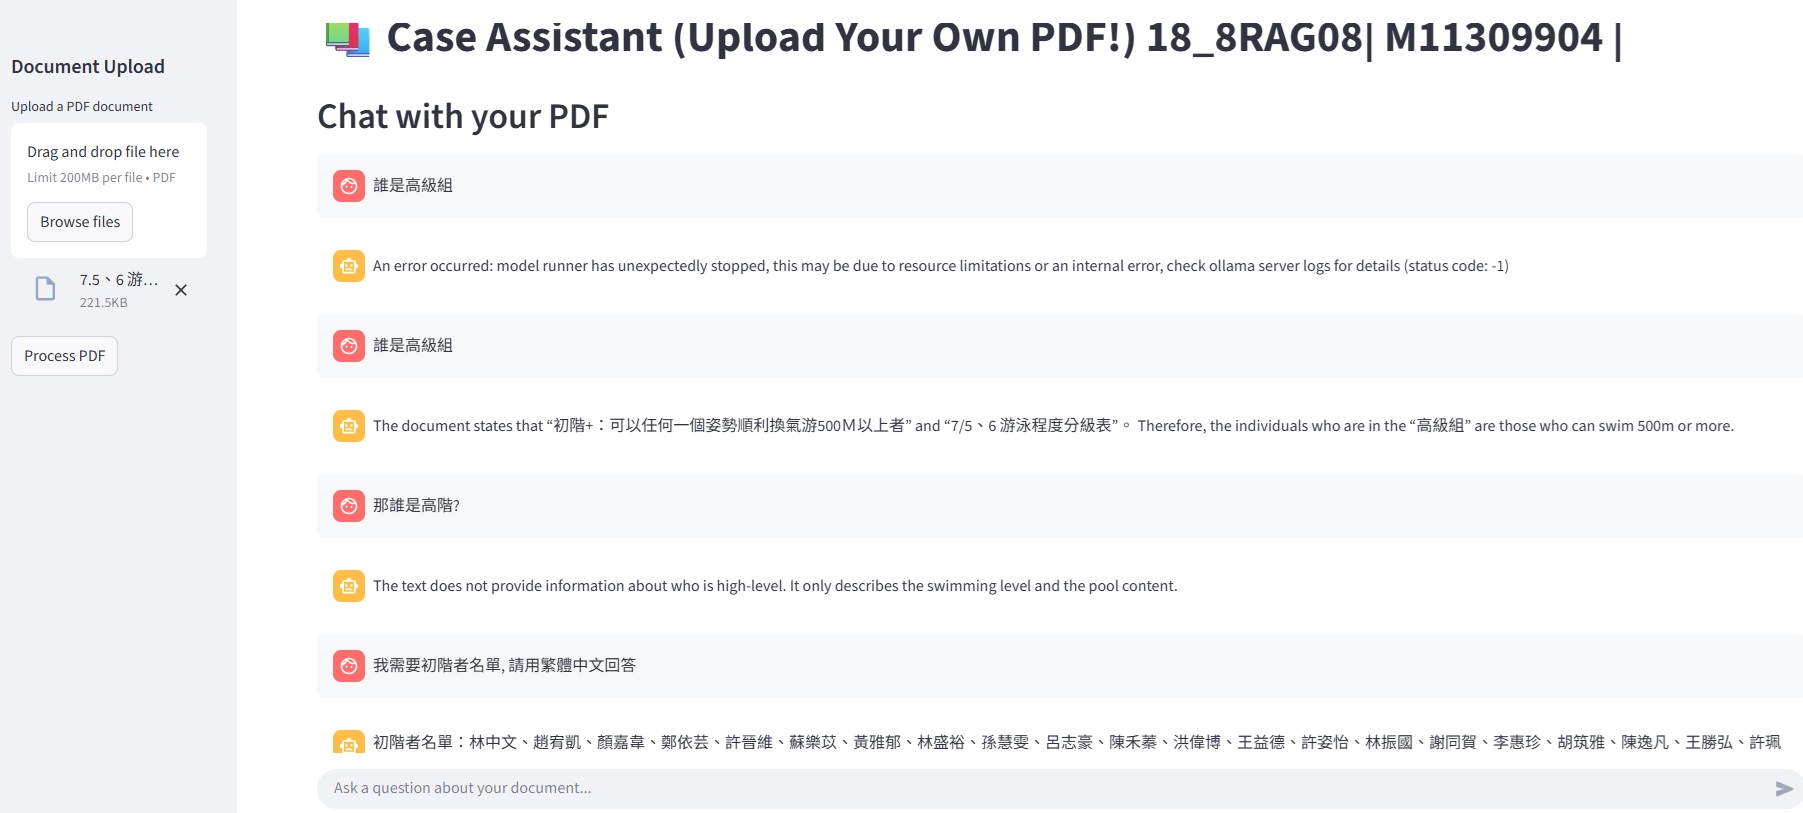 Document Upload
Upload a PDF document
Drag and drop file here
Limit 200MB per file • PDF
Browse files
7.5、6 游...
221.5KB
Process PDF
Case Assistant (Upload Your Own PDF!) 18_8RAG08| M11309904 |
Chat with your PDF
誰是高級組
An error occurred: model runner has unexpectedly stopped, this may be due to resource limitations or an internal error, check ollama server logs for details (status code: -1)
誰是高級組
The document states that “初階+：可以任何一個姿勢順利換氣游500M以上者” and “7/5、6 游泳程度分級表”。 Therefore, the individuals who are in the “高級組” are those who can swim 500m or more.
那誰是高階?
The text does not provide information about who is high-level. It only describes the swimming level and the pool content.
我需要初階者名單, 請用繁體中文回答
初階者名單：林中文、趙宥凱、顏嘉韋、鄭依芸、許晉維、蘇樂苡、黃雅郁、林盛裕、孫慧雯、呂志豪、陳禾蓁、洪偉博、王益德、許姿怡、林振國、謝同賀、李惠珍、胡筑雅、陳逸凡、王勝弘、許珮
Ask a question about your document...